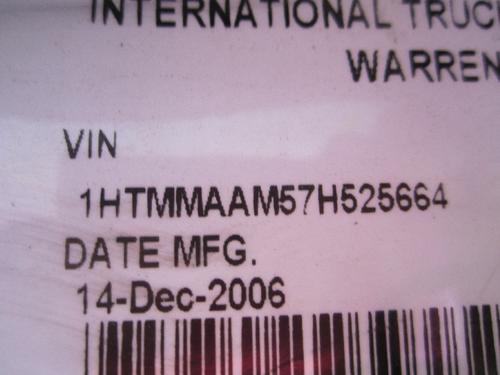 INTERNATIONAL TRUC
WARREN
VIN
1HTMMAAM57H525664
DATE MFG.
14-Dec-2006